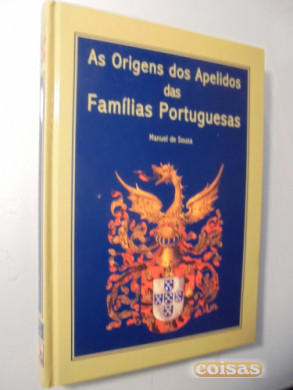 As Origens dos Apelidos
das
Famílias Portuguesas
Manuel de Sousa
coisas